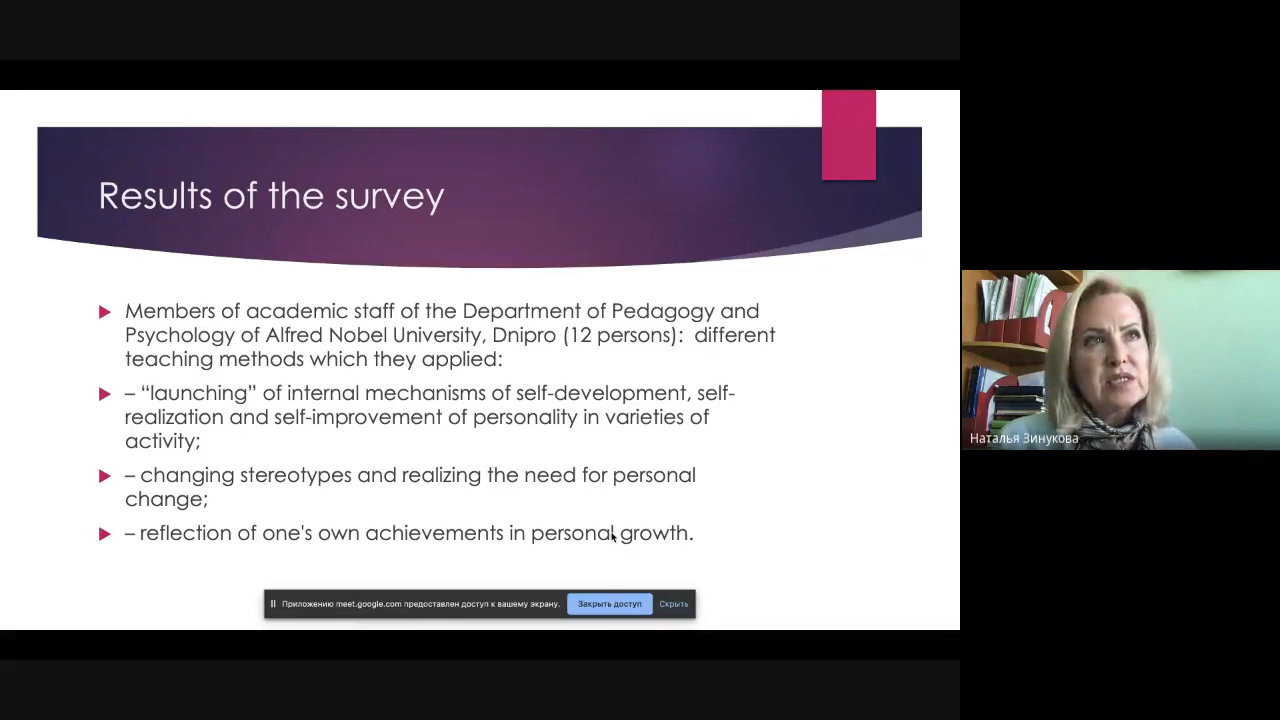 Results of the survey
Members of academic staff of the Department of Pedagogy and
Psychology of Alfred Nobel University, Dnipro (12 persons):  different
teaching methods which they applied:
– “launching” of internal mechanisms of self-development, self-
realization and self-improvement of personality in varieties of
activity;
– changing stereotypes and realizing the need for personal
change;
– reflection of one's own achievements in personal growth.
Приложению meet.google.com предоставлен доступ к вашему экрану. Закрыть доступ Скрыть
Наталья Зинукова